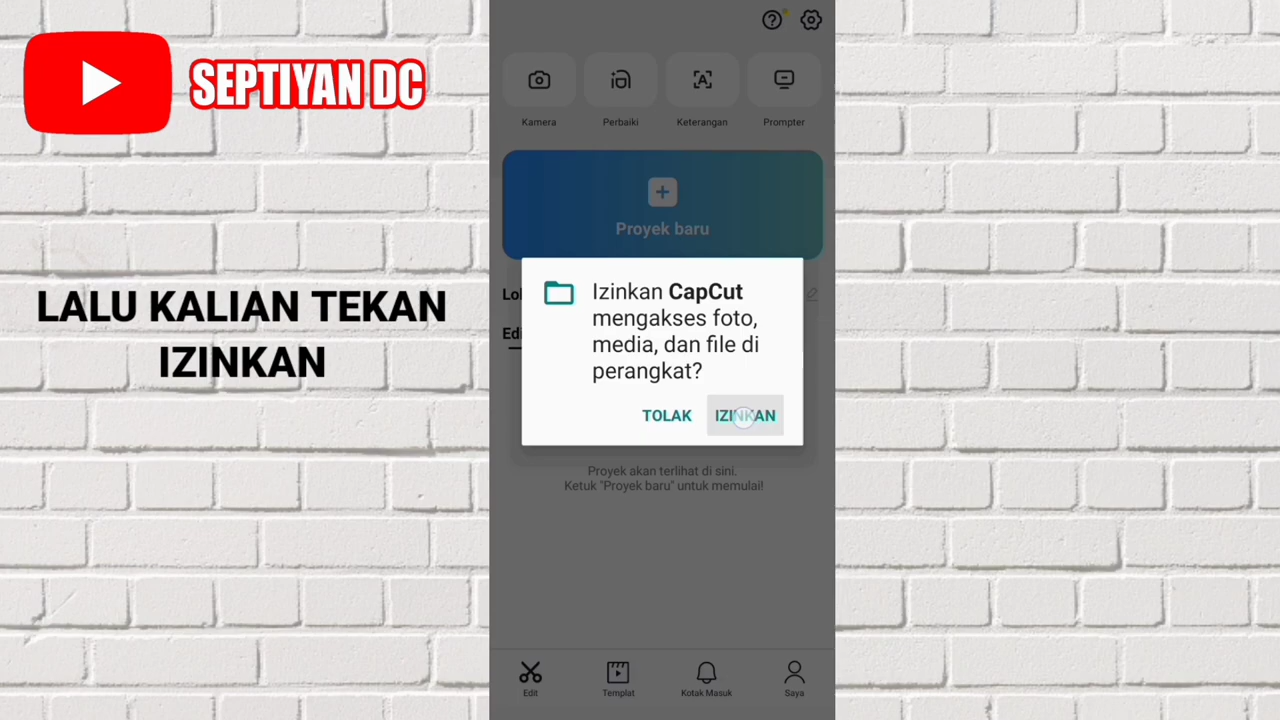 SEPTIYAN DC
LALU KALIAN TEKAN
IZINKAN
Kamera
Perbaiki
Keterangan
Prompter
Proyek baru
Izinkan CapCut
mengakses foto,
media, dan file di
perangkat?
TOLAK
IZINKAN
Proyek akan terlihat di sini.
Ketuk "Proyek baru" untuk memulai!
Edit
Templat
Kotak Masuk
Saya